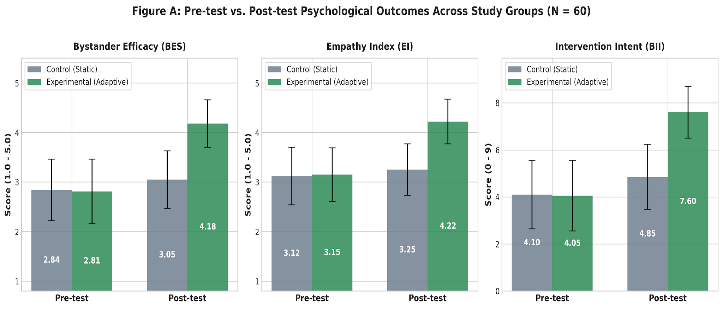 Figure A: Pre-test vs. Post-test Psychological Outcomes Across Study Groups (N = 60)
Bystander Efficacy (BES)
Control (Static)
Experimental (Adaptive)
Score (1.0 - 5.0)
5
4
3
2
1
2.84
2.81
3.05
4.18
Pre-test
Post-test
Empathy Index (EI)
Control (Static)
Experimental (Adaptive)
Score (1.0 - 5.0)
5
4
3
2
1
3.12
3.15
3.25
4.22
Pre-test
Post-test
Intervention Intent (BII)
Control (Static)
Experimental (Adaptive)
Score (0 - 9)
8
6
4
2
0
4.10
4.05
4.85
7.60
Pre-test
Post-test